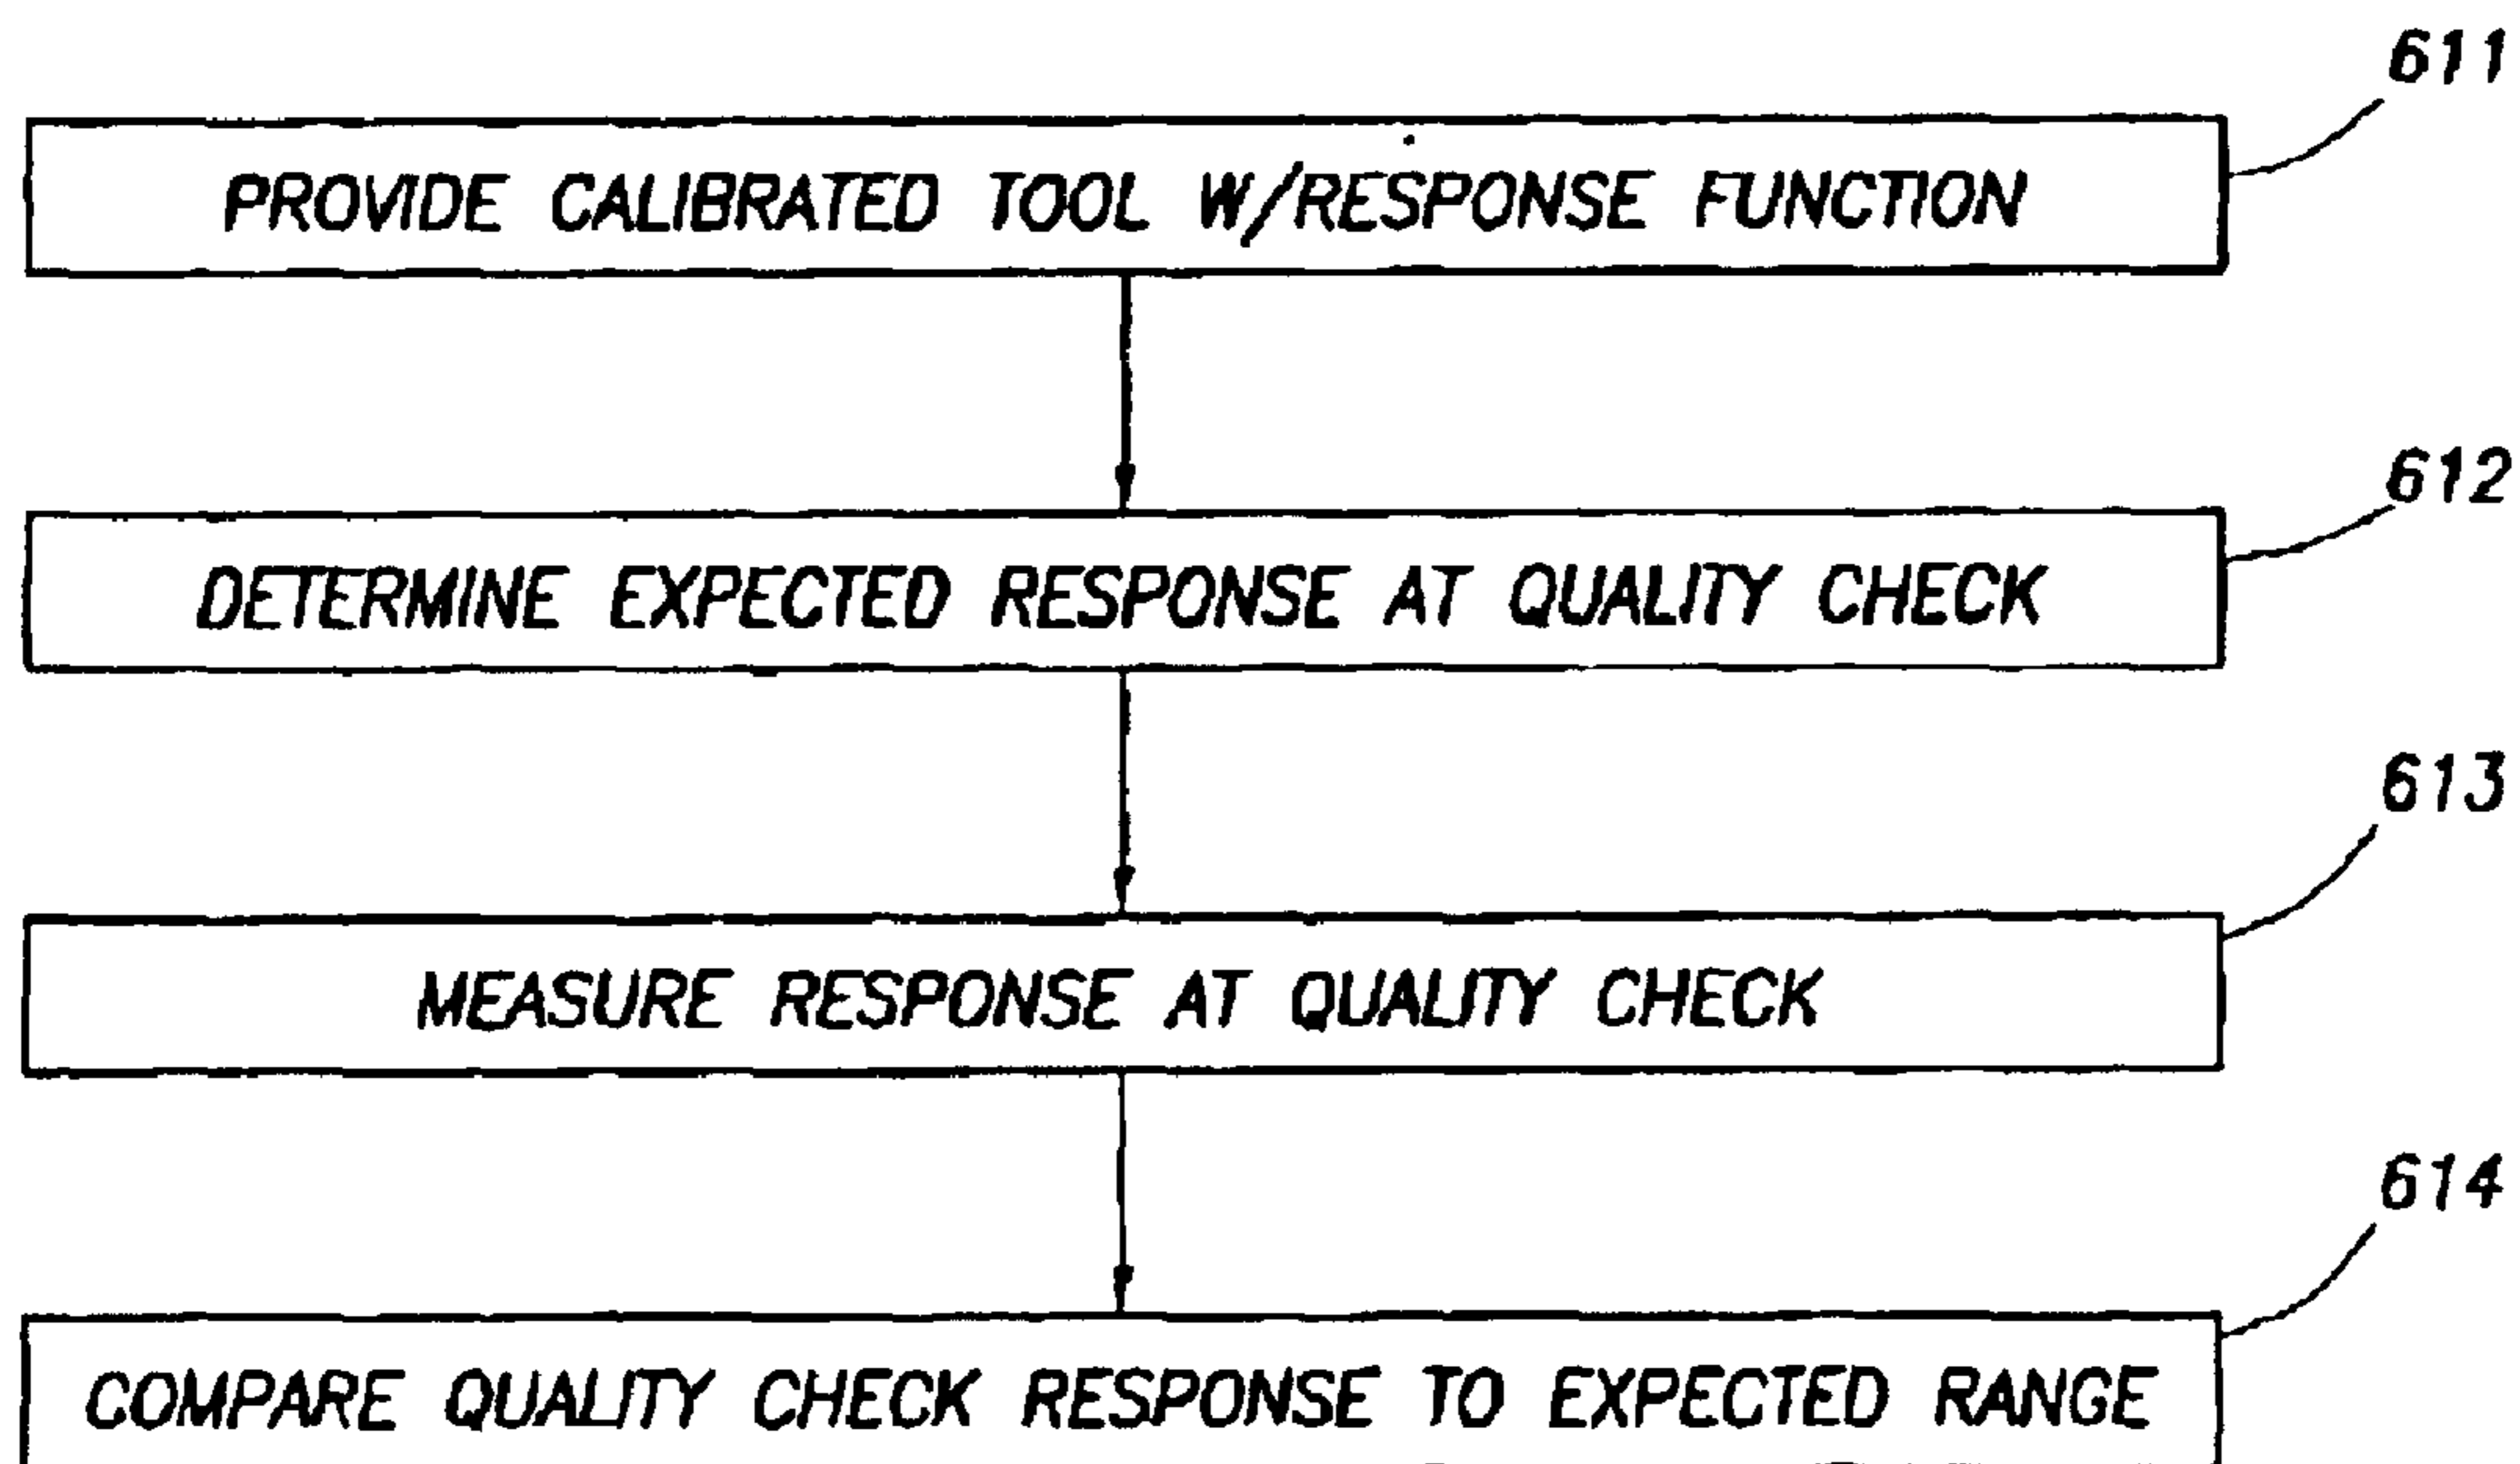 611
PROVIDE CALIBRATED TOOL W/RESPONSE FUNCTION
612
DETERMINE EXPECTED RESPONSE AT QUALITY CHECK
613
MEASURE RESPONSE AT QUALITY CHECK
614
COMPARE QUALITY CHECK RESPONSE TO EXPECTED RANGE